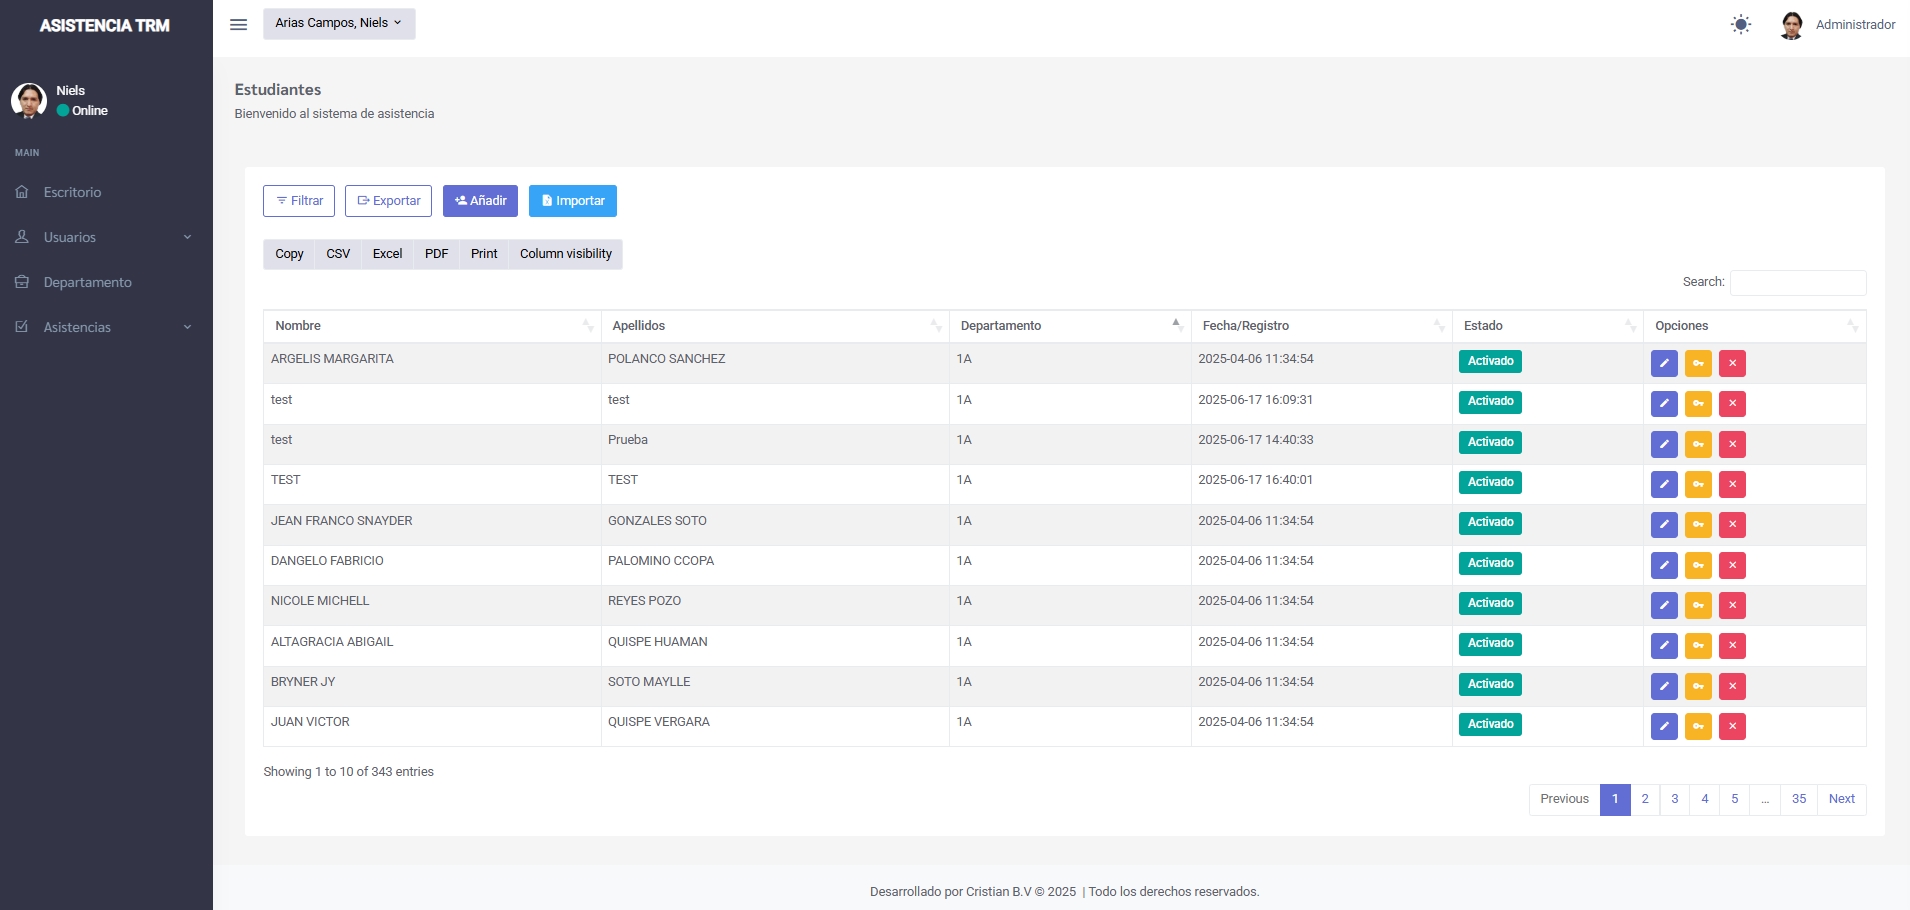 ASISTENCIA TRM
Arias Campos, Niels
Administrador
Niels
Online
MAIN
Escritorio
Usuarios
Departamento
Asistencias
Estudiantes
Bienvenido al sistema de asistencia
Filtrar Exportar Añadir Importar
Copy CSV Excel PDF Print Column visibility
Search:
Nombre Apellidos Departamento Fecha/Registro Estado Opciones
ARGELIS MARGARITA POLANCO SANCHEZ 1A 2025-04-06 11:34:54 Activado
test test 1A 2025-06-17 16:09:31 Activado
test Prueba 1A 2025-06-17 14:40:33 Activado
TEST TEST 1A 2025-06-17 16:40:01 Activado
JEAN FRANCO SNAYDER GONZALES SOTO 1A 2025-04-06 11:34:54 Activado
DANGELO FABRICIO PALOMINO CCOPA 1A 2025-04-06 11:34:54 Activado
NICOLE MICHELL REYES POZO 1A 2025-04-06 11:34:54 Activado
ALTAGRACIA ABIGAIL QUISPE HUAMAN 1A 2025-04-06 11:34:54 Activado
BRYNER JY SOTO MAYLLE 1A 2025-04-06 11:34:54 Activado
JUAN VICTOR QUISPE VERGARA 1A 2025-04-06 11:34:54 Activado
Showing 1 to 10 of 343 entries
Previous 1 2 3 4 5 ... 35 Next
Desarrollado por Cristian B.V © 2025 | Todo los derechos reservados.